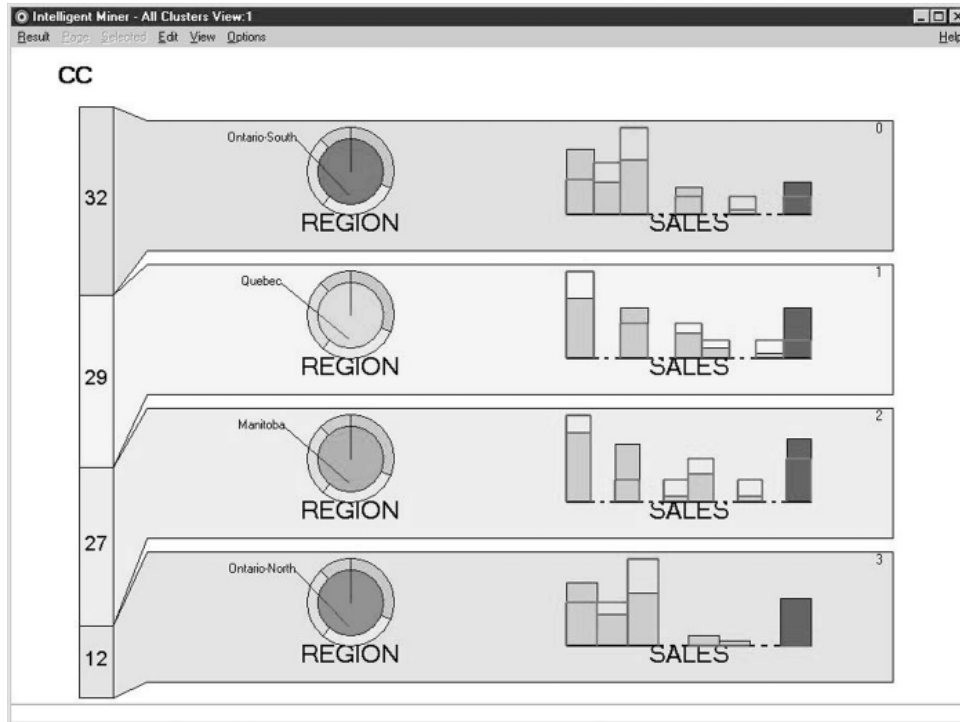 Intelligent Miner - All Clusters View:1
Result Page Selected Edit View Options Help
CC
32
Ontario-South
REGION
SALES
0
29
Quebec
REGION
SALES
1
27
Manitoba
REGION
SALES
2
12
Ontario-North
REGION
SALES
3